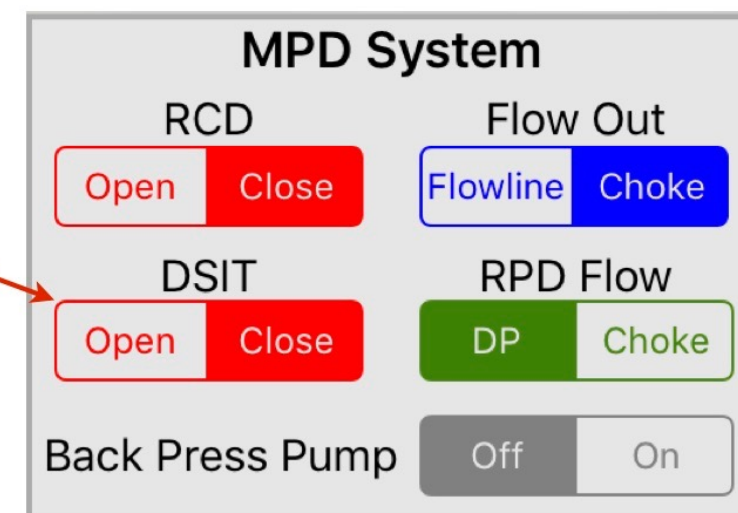 MPD System
RCD Flow Out
Open Close Flowline Choke
DSIT RPD Flow
Open Close DP Choke
Back Press Pump Off On